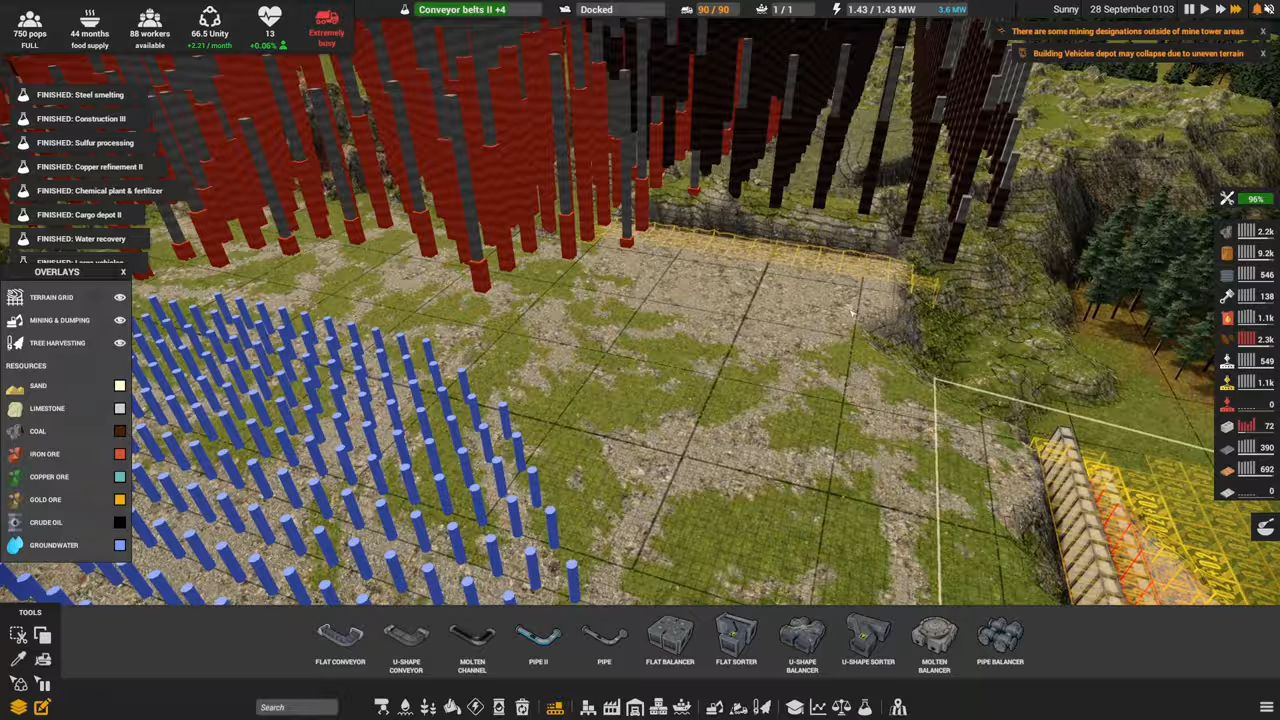 750 pops
FULL
44 months
food supply
88 workers
available
66.5 Unity
+2.21 / month
13
+0.06%
Extremely
busy
Conveyor belts II +4
Docked
90 / 90
1 / 1
1.43 / 1.43 MW
3.6 MW
Sunny
28 September 0103
There are some mining designations outside of mine tower areas
X
Building Vehicles depot may collapse due to uneven terrain
X
FINISHED: Steel smelting
FINISHED: Construction III
FINISHED: Sulfur processing
FINISHED: Copper refinement II
FINISHED: Chemical plant & fertilizer
FINISHED: Cargo depot II
FINISHED: Water recovery
OVERLAYS
X
TERRAIN GRID
MINING & DUMPING
TREE HARVESTING
RESOURCES
SAND
LIMESTONE
COAL
IRON ORE
COPPER ORE
GOLD ORE
CRUDE OIL
GROUNDWATER
96%
2.2k
9.2k
546
138
1.1k
2.3k
549
1.1k
0
72
390
692
0
TOOLS
FLAT CONVEYOR
U-SHAPE CONVEYOR
MOLTEN CHANNEL
PIPE II
PIPE
FLAT BALANCER
FLAT SORTER
U-SHAPE BALANCER
U-SHAPE SORTER
MOLTEN BALANCER
PIPE BALANCER
Search